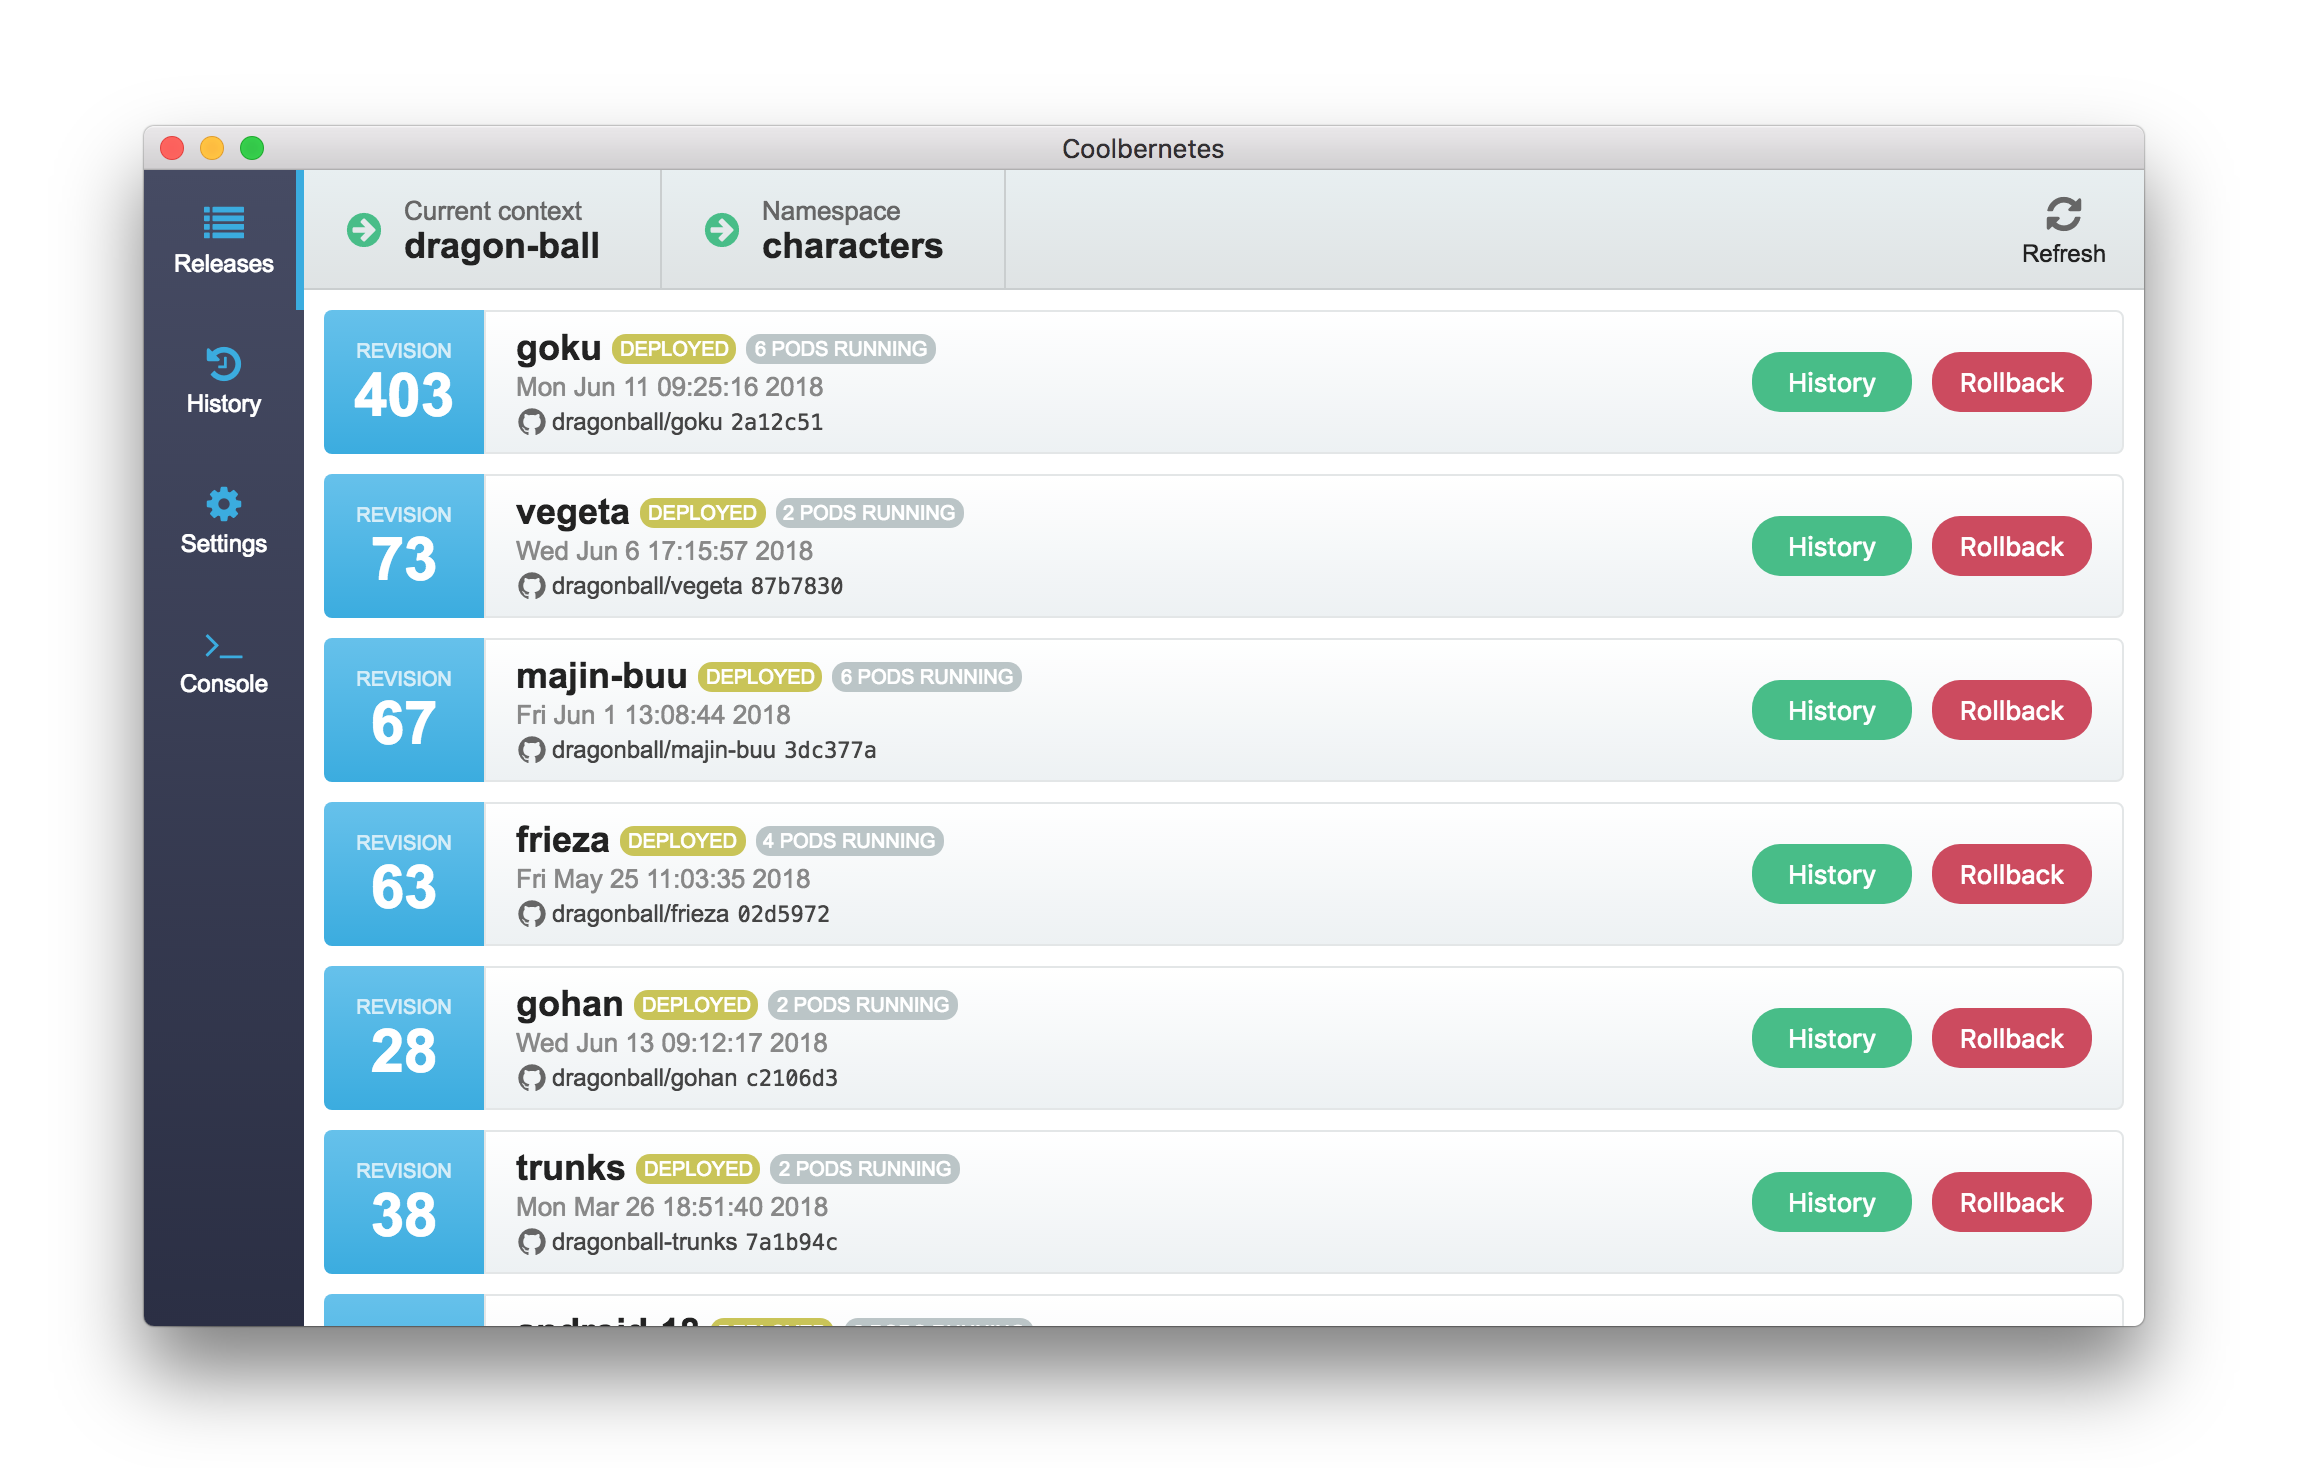 Coolbernetes
Releases
History
Settings
Console
Current context
dragon-ball
Namespace
characters
Refresh
REVISION
403
goku DEPLOYED 6 PODS RUNNING
Mon Jun 11 09:25:16 2018
dragonball/goku 2a12c51
History Rollback
REVISION
73
vegeta DEPLOYED 2 PODS RUNNING
Wed Jun 6 17:15:57 2018
dragonball/vegeta 87b7830
History Rollback
REVISION
67
majin-buu DEPLOYED 6 PODS RUNNING
Fri Jun 1 13:08:44 2018
dragonball/majin-buu 3dc377a
History Rollback
REVISION
63
frieza DEPLOYED 4 PODS RUNNING
Fri May 25 11:03:35 2018
dragonball/frieza 02d5972
History Rollback
REVISION
28
gohan DEPLOYED 2 PODS RUNNING
Wed Jun 13 09:12:17 2018
dragonball/gohan c2106d3
History Rollback
REVISION
38
trunks DEPLOYED 2 PODS RUNNING
Mon Mar 26 18:51:40 2018
dragonball-trunks 7a1b94c
History Rollback
android-18 DEPLOYED PODS RUNNING